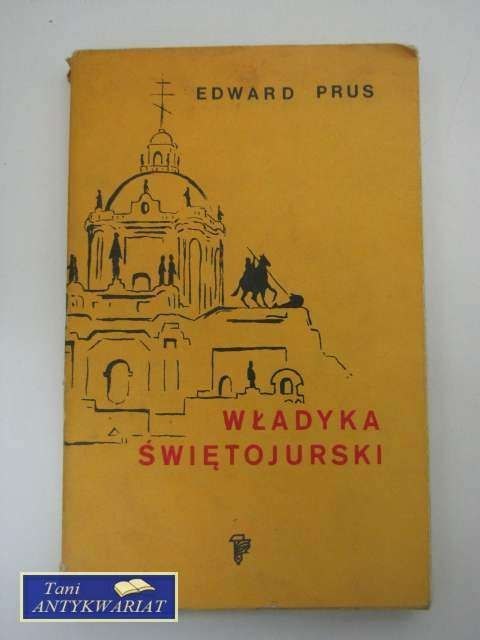 EDWARD PRUS
WŁADYKA
ŚWIĘTOJURSKI
Tani
ANTYKWARIAT